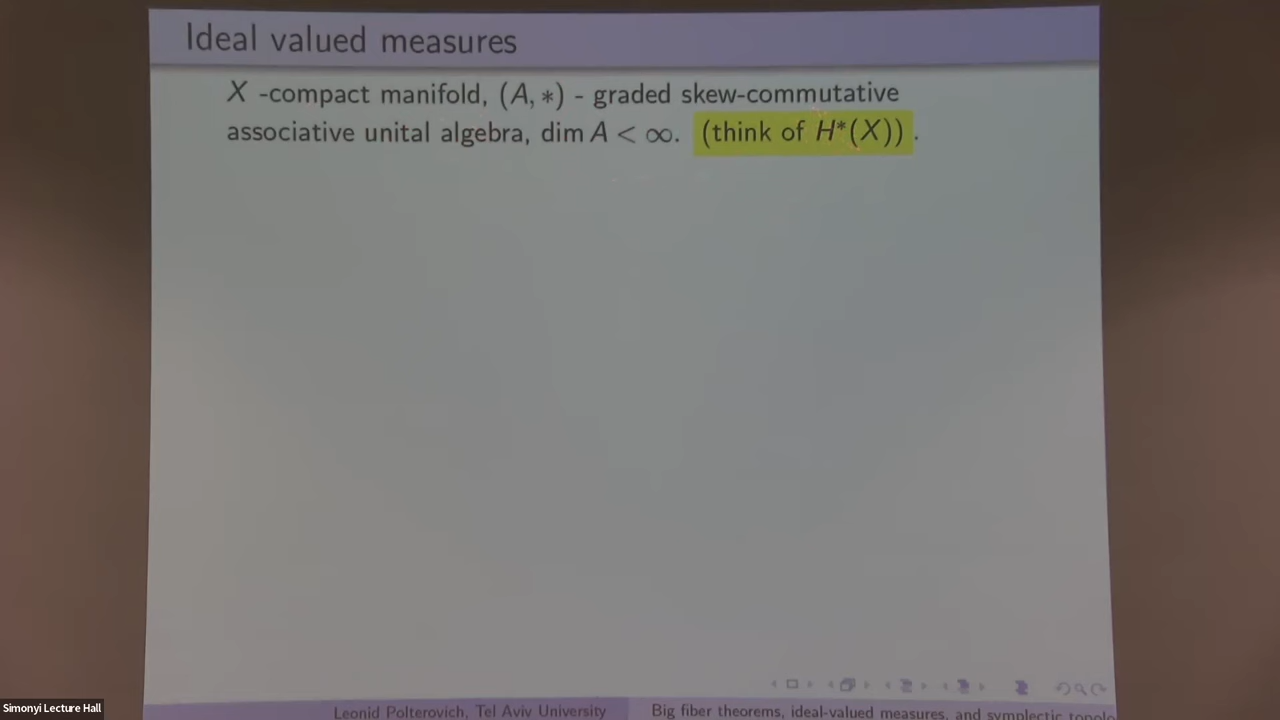 Ideal valued measures
X -compact manifold, (A, ∗) - graded skew-commutative
associative unital algebra, dim A < ∞. (think of H*(X)) .
Simonyi Lecture Hall
Leonid Polterovich, Tel Aviv University
Big fiber theorems, ideal-valued measures, and symplectic topolo